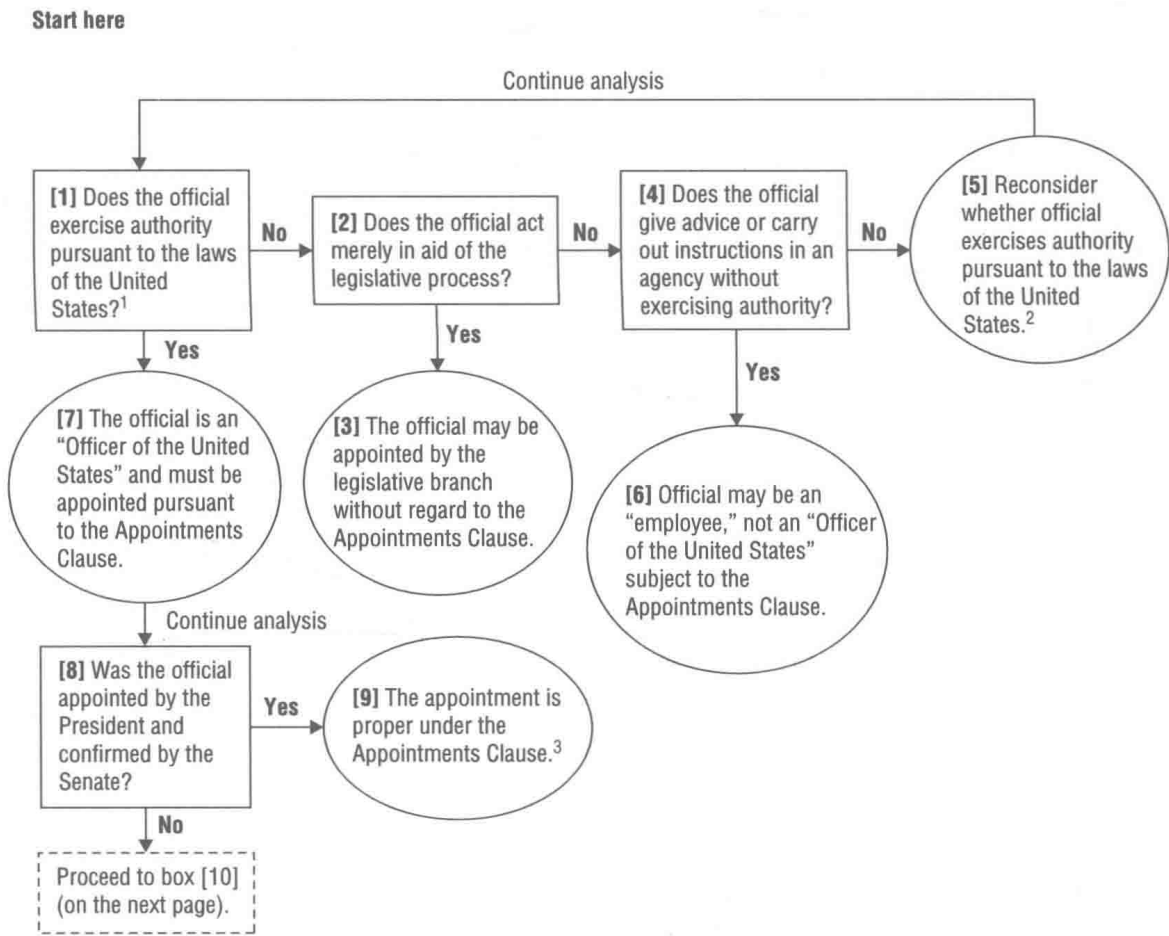 Start here
Continue analysis
[1] Does the official
exercise authority
pursuant to the laws
of the United
States?1
No
[2] Does the official act
merely in aid of the
legislative process?
No
[4] Does the official
give advice or carry
out instructions in an
agency without
exercising authority?
No
[5] Reconsider
whether official
exercises authority
pursuant to the laws
of the United
States.2
Yes
Yes
Yes
[7] The official is an
“Officer of the United
States” and must be
appointed pursuant
to the Appointments
Clause.
[3] The official may be
appointed by the
legislative branch
without regard to the
Appointments Clause.
[6] Official may be an
“employee,” not an “Officer
of the United States”
subject to the
Appointments Clause.
Continue analysis
[8] Was the official
appointed by the
President and
confirmed by the
Senate?
Yes
[9] The appointment is
proper under the
Appointments Clause.3
No
Proceed to box [10]
(on the next page).